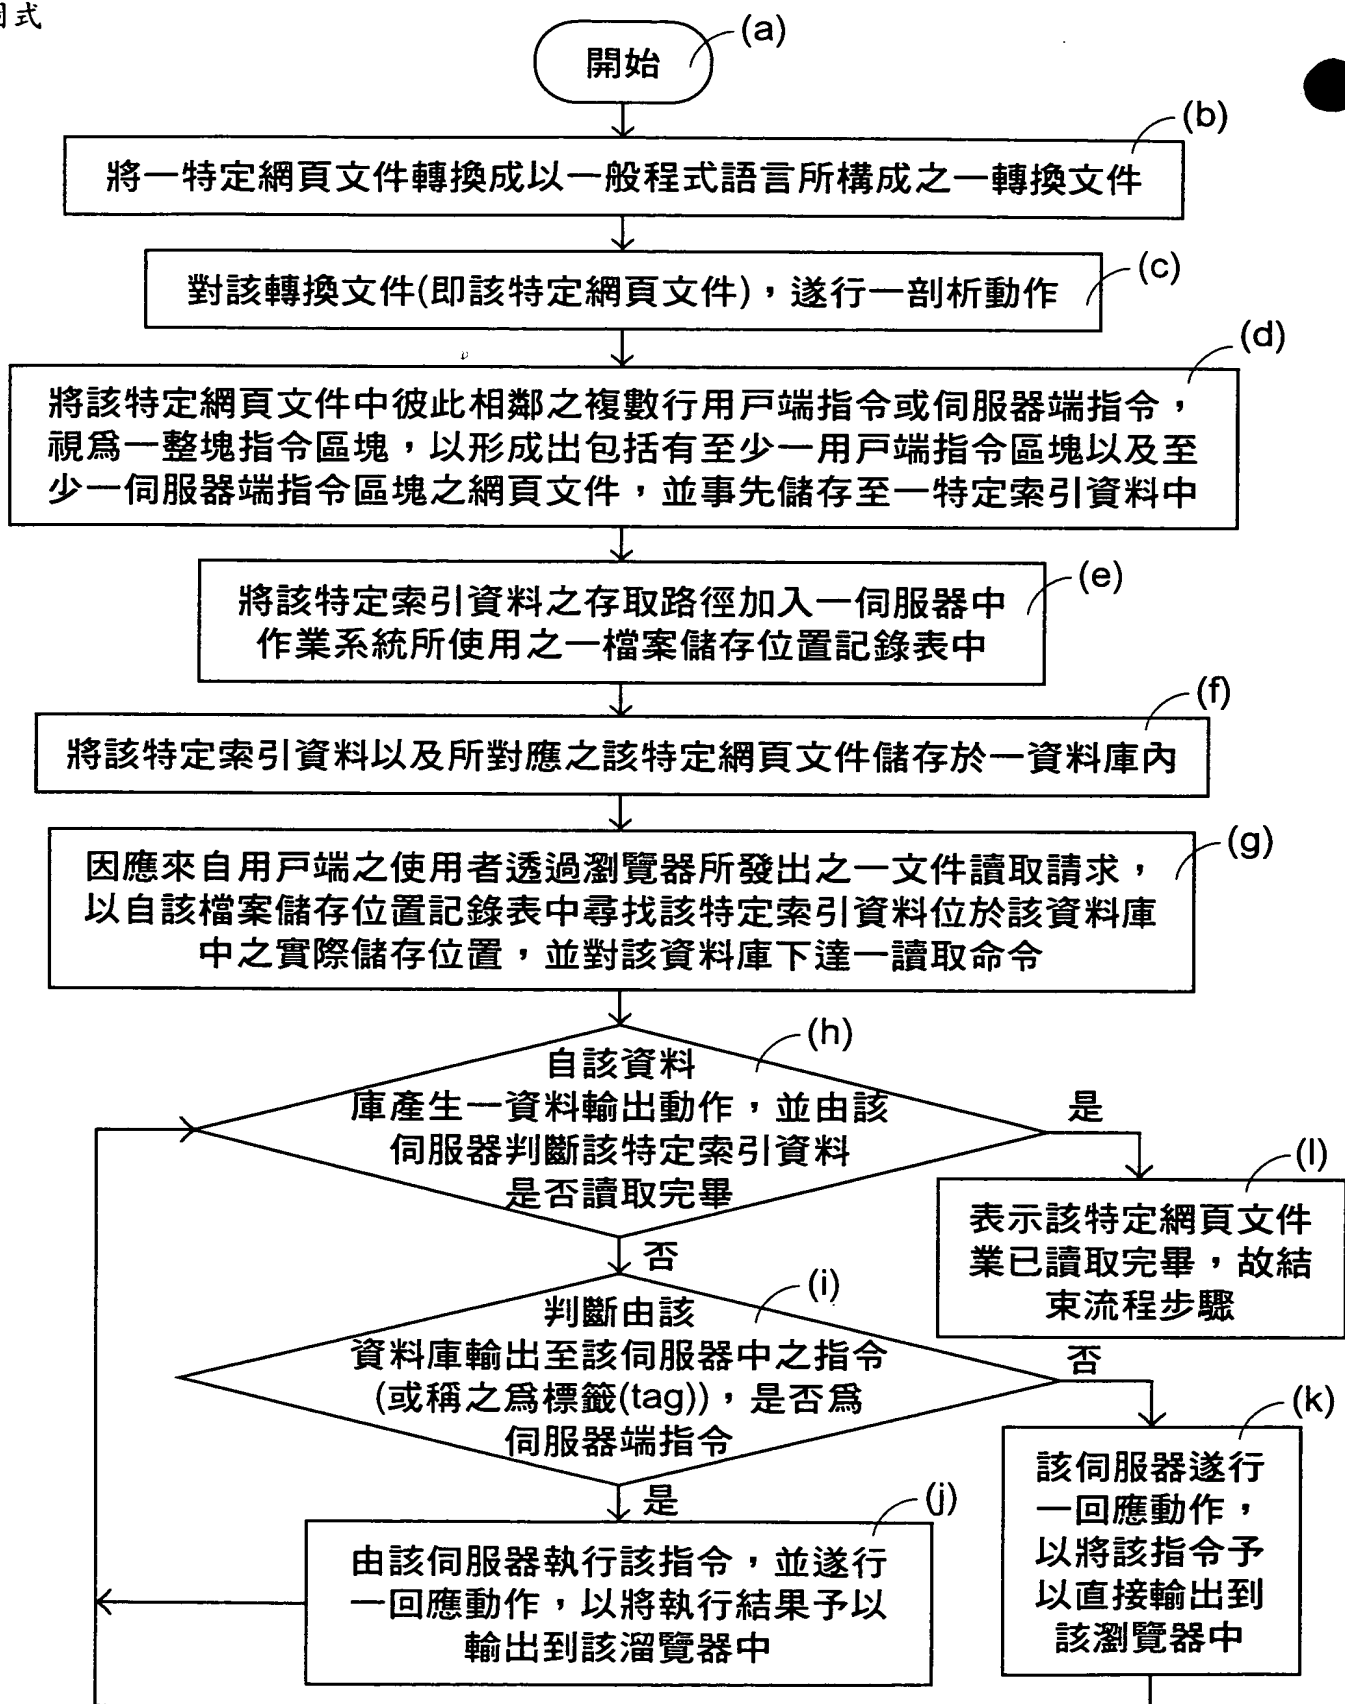 式
開始
(a)
(b)
將一特定網頁文件轉換成以一般程式語言所構成之一轉換文件
(c)
對該轉換文件(即該特定網頁文件)，遂行一剖析動作
(d)
將該特定網頁文件中彼此相鄰之複數行用戶端指令或伺服器端指令，
視爲一整塊指令區塊，以形成出包括有至少一用戶端指令區塊以及至
少一伺服器端指令區塊之網頁文件，並事先儲存至一特定索引資料中
(e)
將該特定索引資料之存取路徑加入一伺服器中
作業系統所使用之一檔案儲存位置記錄表中
(f)
將該特定索引資料以及所對應之該特定網頁文件儲存於一資料庫內
(g)
因應來自用戶端之使用者透過瀏覽器所發出之一文件讀取請求，
以自該檔案儲存位置記錄表中尋找該特定索引資料位於該資料庫
中之實際儲存位置，並對該資料庫下達一讀取命令
(h)
自該資料
庫產生一資料輸出動作，並由該
伺服器判斷該特定索引資料
是否讀取完畢
是
(l)
表示該特定網頁文件
業已讀取完畢，故結
束流程步驟
否
(i)
判斷由該
資料庫輸出至該伺服器中之指令
(或稱之爲標籤(tag))，是否爲
伺服器端指令
否
(k)
該伺服器遂行
一回應動作，
以將該指令予
以直接輸出到
該瀏覽器中
是
(j)
由該伺服器執行該指令，並遂行
一回應動作，以將執行結果予以
輸出到該溜覽器中